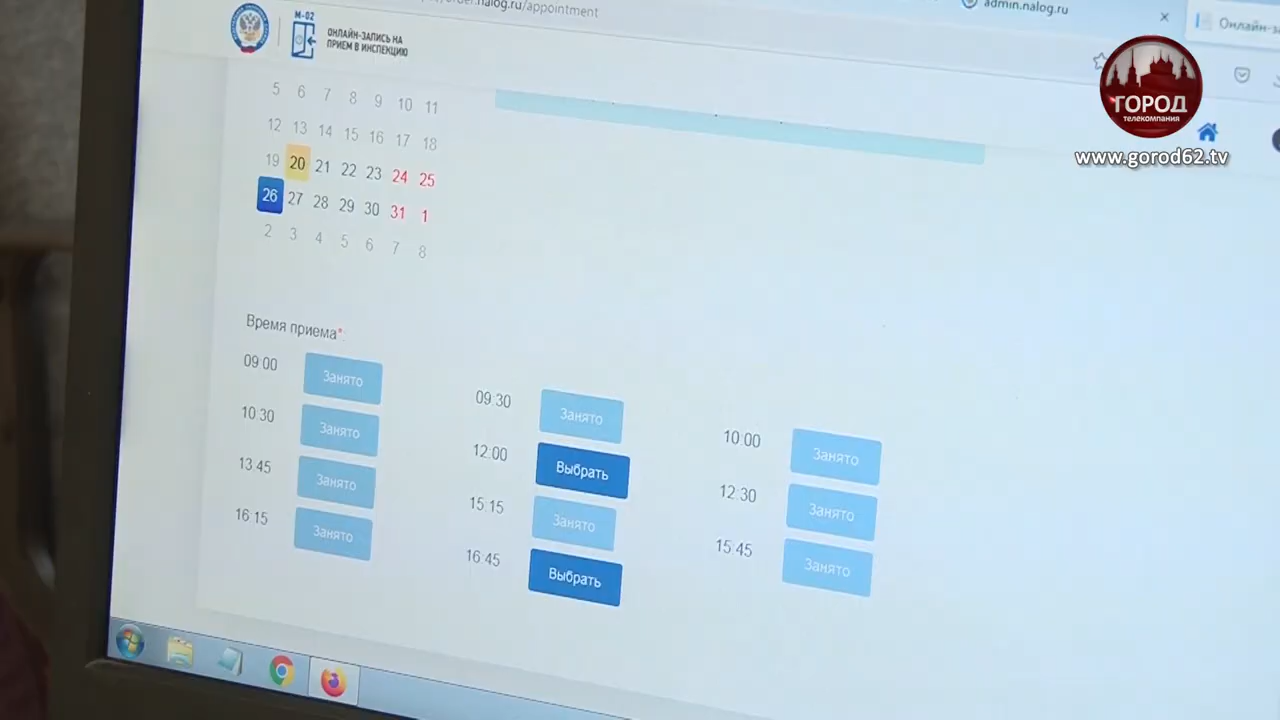 order.nalog.ru/appointment
admin.nalog.ru
М-02
ОНЛАЙН-ЗАПИСЬ НА
ПРИЕМ В ИНСПЕКЦИЮ
ГОРОД
телекомпания
www.gorod62.tv
5 6 7 8 9 10 11
12 13 14 15 16 17 18
19 20 21 22 23 24 25
26 27 28 29 30 31 1
2 3 4 5 6 7 8
Время приема*:
09:00 Занято 09:30 Занято 10:00 Занято
10:30 Занято 12:00 Выбрать 12:30 Занято
13:45 Занято 15:15 Занято 15:45 Занято
16:15 Занято 16:45 Выбрать